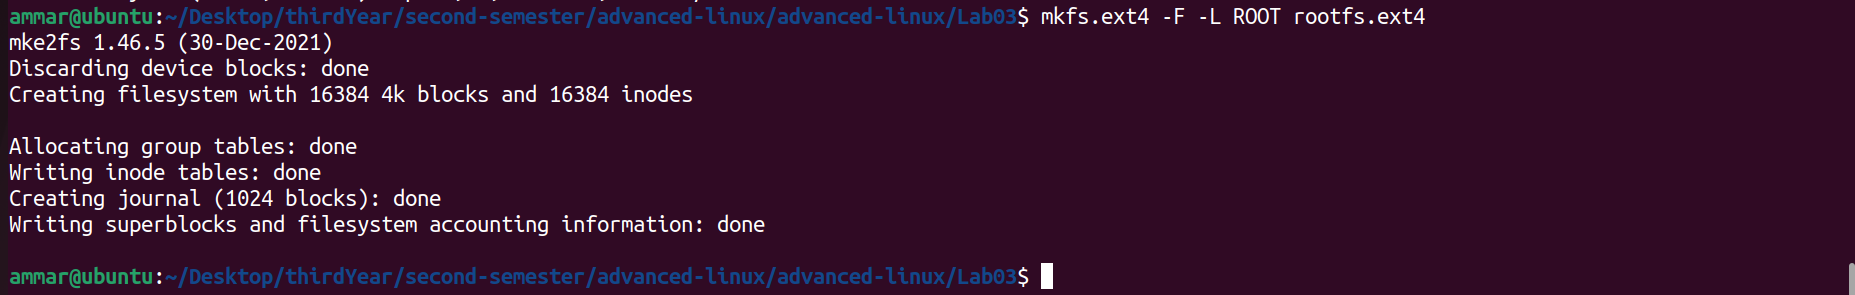 ammar@ubuntu:~/Desktop/thirdYear/second-semester/advanced-linux/advanced-linux/Lab03$ mkfs.ext4 -F -L ROOT rootfs.ext4
mke2fs 1.46.5 (30-Dec-2021)
Discarding device blocks: done
Creating filesystem with 16384 4k blocks and 16384 inodes
Allocating group tables: done
Writing inode tables: done
Creating journal (1024 blocks): done
Writing superblocks and filesystem accounting information: done
ammar@ubuntu:~/Desktop/thirdYear/second-semester/advanced-linux/advanced-linux/Lab03$